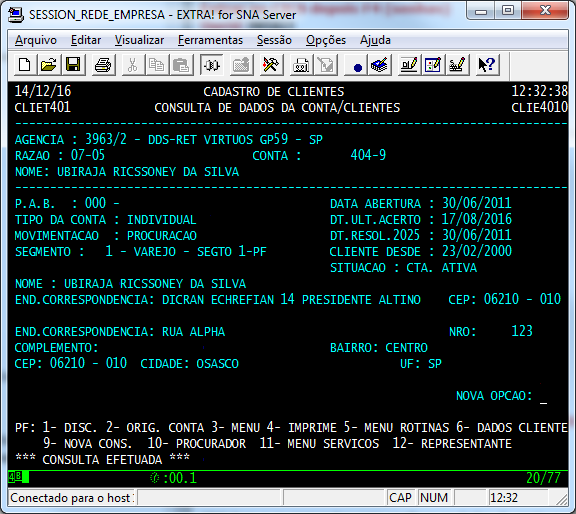 SESSION_REDE_EMPRESA - EXTRA! for SNA Server
Arquivo Editar Visualizar Ferramentas Sessão Opções Ajuda
14/12/16 CADASTRO DE CLIENTES 12:32:38
CLIET401 CONSULTA DE DADOS DA CONTA/CLIENTES CLIE4010
AGENCIA : 3963/2 - DDS-RET VIRTUOS GP59 - SP
RAZAO : 07-05 CONTA : 404-9
NOME: UBIRAJA RICSSONEY DA SILVA
P.A.B. : 000 - DATA ABERTURA : 30/06/2011
TIPO DA CONTA : INDIVIDUAL DT.ULT.ACERTO : 17/08/2016
MOVIMENTACAO : PROCURACAO DT.RESOL.2025 : 30/06/2011
SEGMENTO : 1 - VAREJO - SEGTO 1-PF CLIENTE DESDE : 23/02/2000
SITUACAO : CTA. ATIVA
NOME : UBIRAJA RICSSONEY DA SILVA
END.CORRESPONDENCIA: DICRAN ECHREFIAN 14 PRESIDENTE ALTINO CEP: 06210 - 010
END.CORRESPONDENCIA: RUA ALPHA NRO: 123
COMPLEMENTO: BAIRRO: CENTRO
CEP: 06210 - 010 CIDADE: OSASCO UF: SP
NOVA OPCAO: _
PF: 1- DISC. 2- ORIG. CONTA 3- MENU 4- IMPRIME 5- MENU ROTINAS 6- DADOS CLIENTE
9- NOVA CONS. 10- PROCURADOR 11- MENU SERVICOS 12- REPRESENTANTE
*** CONSULTA EFETUADA ***
:00.1 20/77
Conectado para o host CAP NUM 12:32